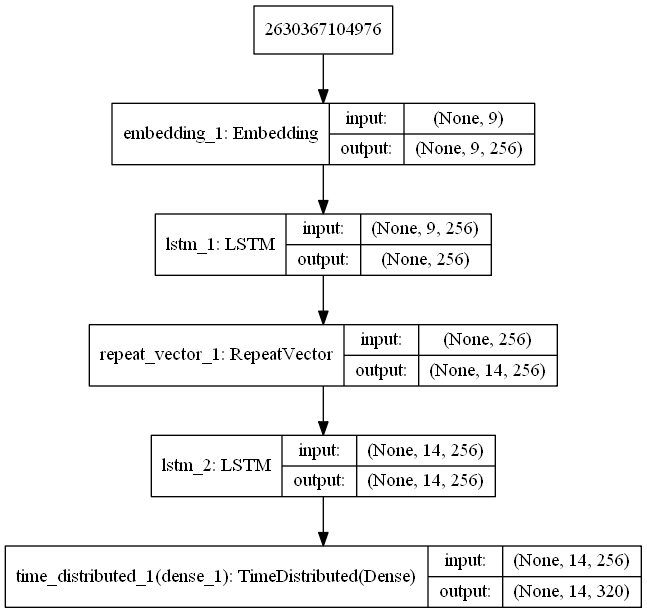 2630367104976
embedding_1: Embedding
input: (None, 9)
output: (None, 9, 256)
lstm_1: LSTM
input: (None, 9, 256)
output: (None, 256)
repeat_vector_1: RepeatVector
input: (None, 256)
output: (None, 14, 256)
lstm_2: LSTM
input: (None, 14, 256)
output: (None, 14, 256)
time_distributed_1(dense_1): TimeDistributed(Dense)
input: (None, 14, 256)
output: (None, 14, 320)